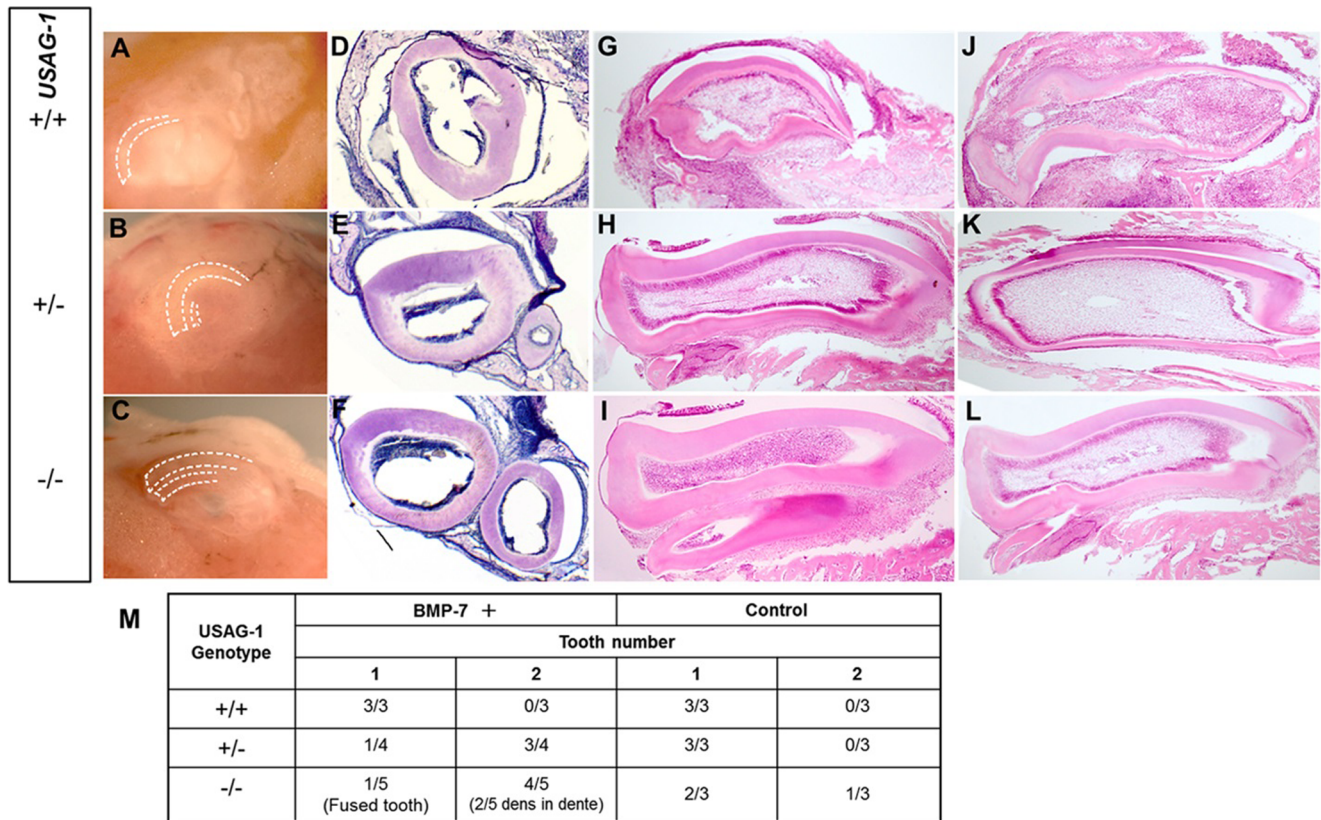 USAG-1
+/+
+/-
-/-
A
D
G
J
B
E
H
K
C
F
I
L
M
USAG-1
Genotype
BMP-7 +
Control
Tooth number
1
2
1
2
+/+
3/3
0/3
3/3
0/3
+/-
1/4
3/4
3/3
0/3
-/-
1/5
(Fused tooth)
4/5
(2/5 dens in dente)
2/3
1/3